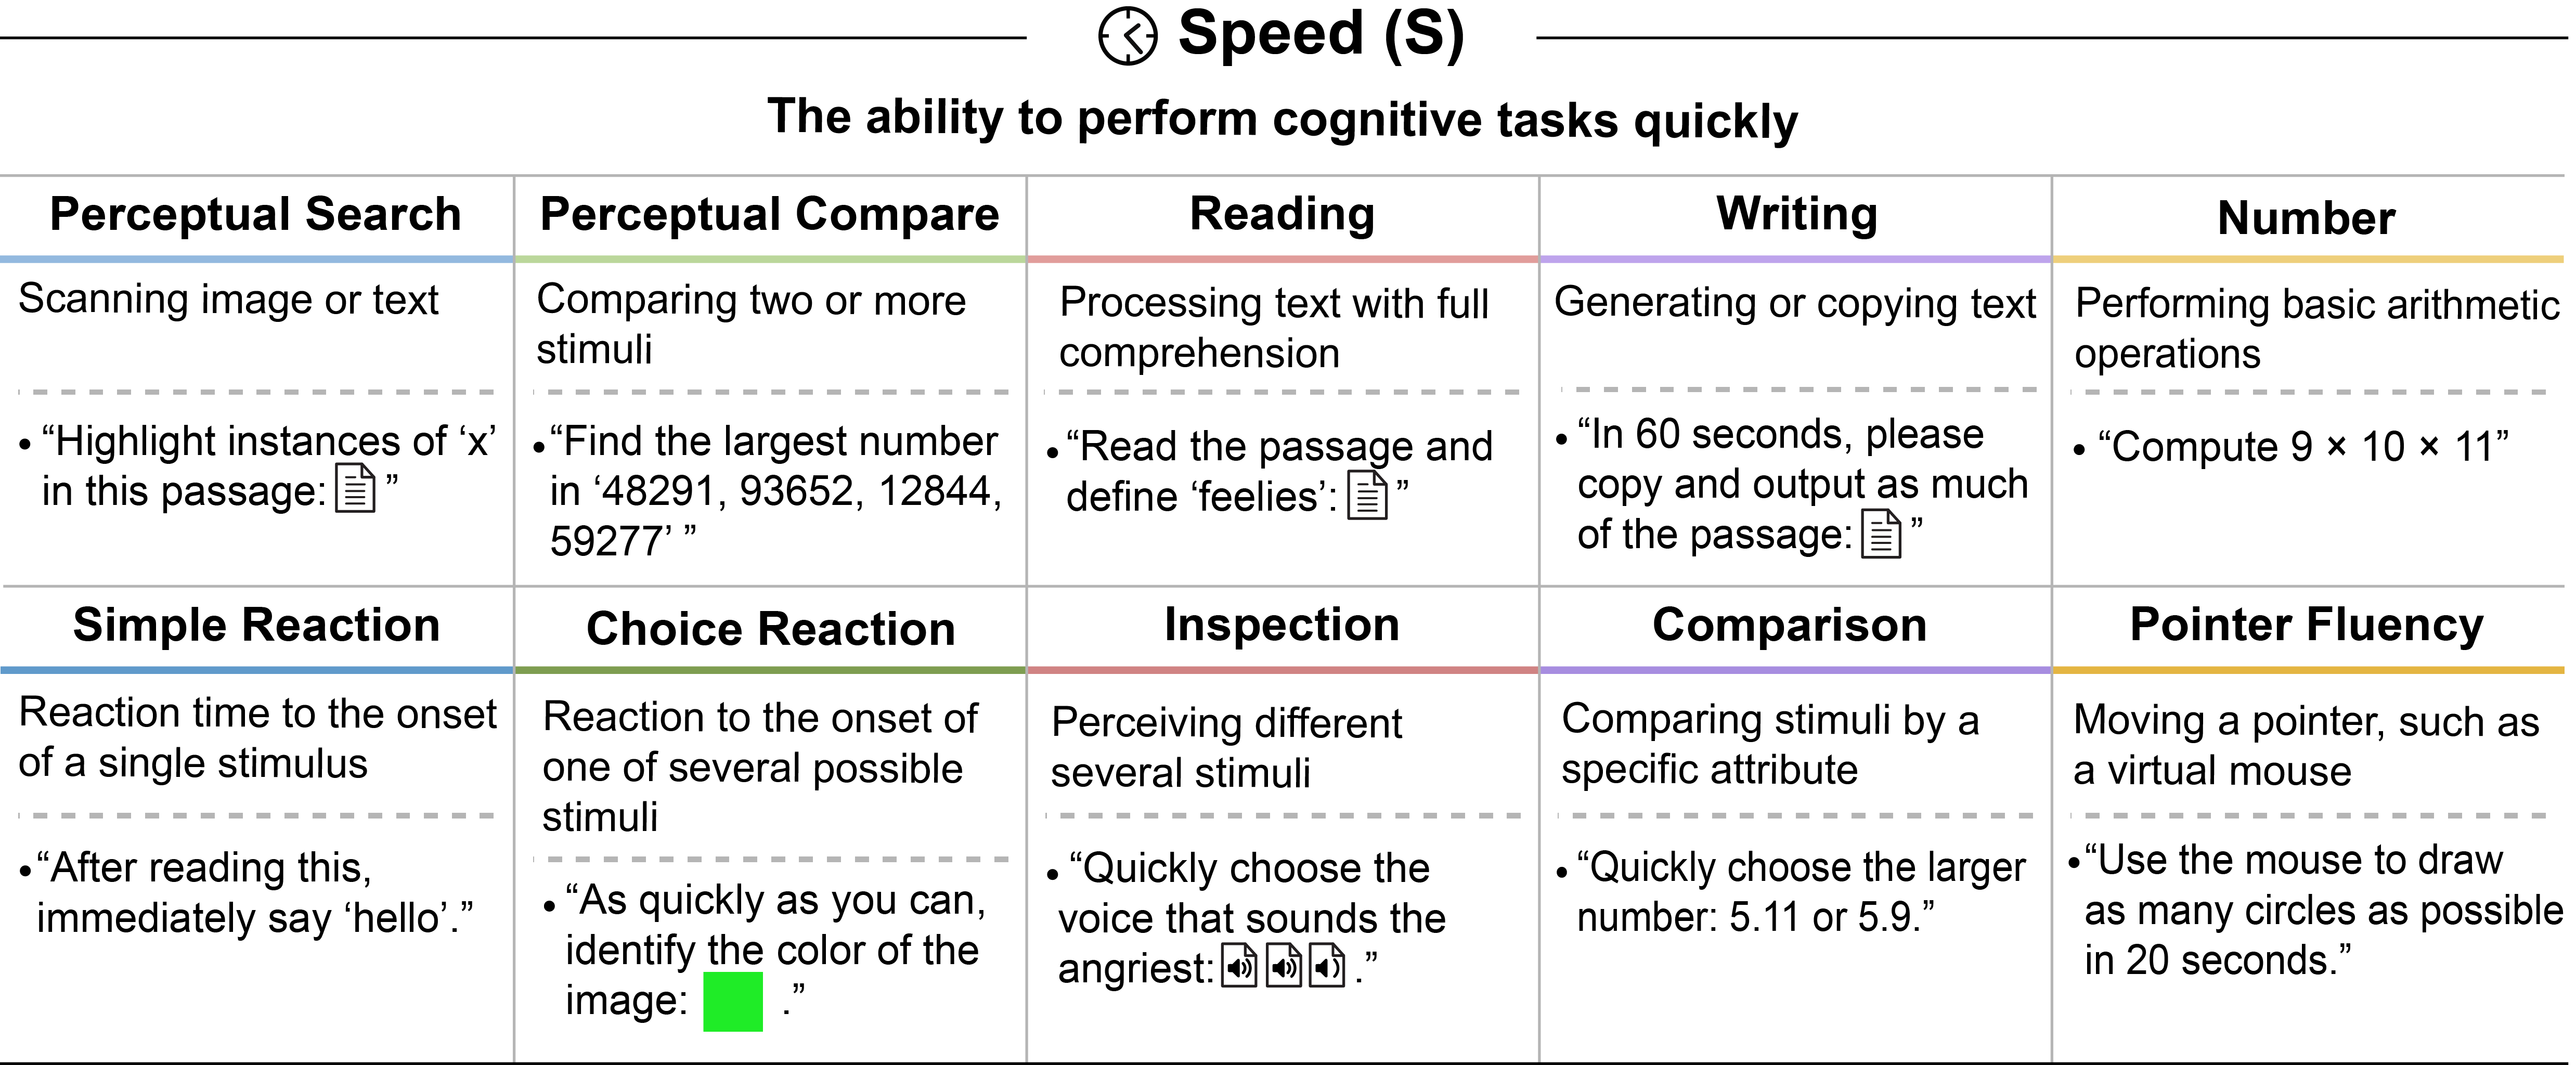 Speed (S)
The ability to perform cognitive tasks quickly
Perceptual Search
Scanning image or text
• “Highlight instances of ‘x’
in this passage: ”
Perceptual Compare
Comparing two or more
stimuli
• “Find the largest number
in ‘48291, 93652, 12844,
59277’ ”
Reading
Processing text with full
comprehension
• “Read the passage and
define ‘feelies’: ”
Writing
Generating or copying text
• “In 60 seconds, please
copy and output as much
of the passage: ”
Number
Performing basic arithmetic
operations
• “Compute 9 × 10 × 11”
Simple Reaction
Reaction time to the onset
of a single stimulus
• “After reading this,
immediately say ‘hello’.”
Choice Reaction
Reaction to the onset of
one of several possible
stimuli
• “As quickly as you can,
identify the color of the
image: .”
Inspection
Perceiving different
several stimuli
• “Quickly choose the
voice that sounds the
angriest: .”
Comparison
Comparing stimuli by a
specific attribute
• “Quickly choose the larger
number: 5.11 or 5.9.”
Pointer Fluency
Moving a pointer, such as
a virtual mouse
• “Use the mouse to draw
as many circles as possible
in 20 seconds.”